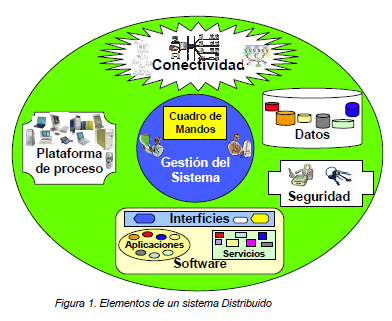 Conectividad
Cuadro de
Mandos
Gestión del
Sistema
Datos
Plataforma
de proceso
Seguridad
Interfícies
Aplicaciones
Servicios
Software
Figura 1. Elementos de un sistema Distribuido